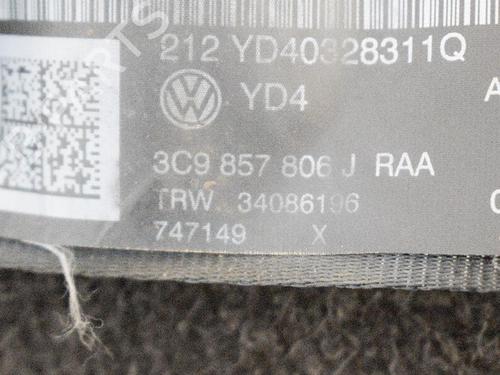 212 YD40328311Q
YD4
A
3C9 857 806 J RAA
TRW 34086196
C
747149 X